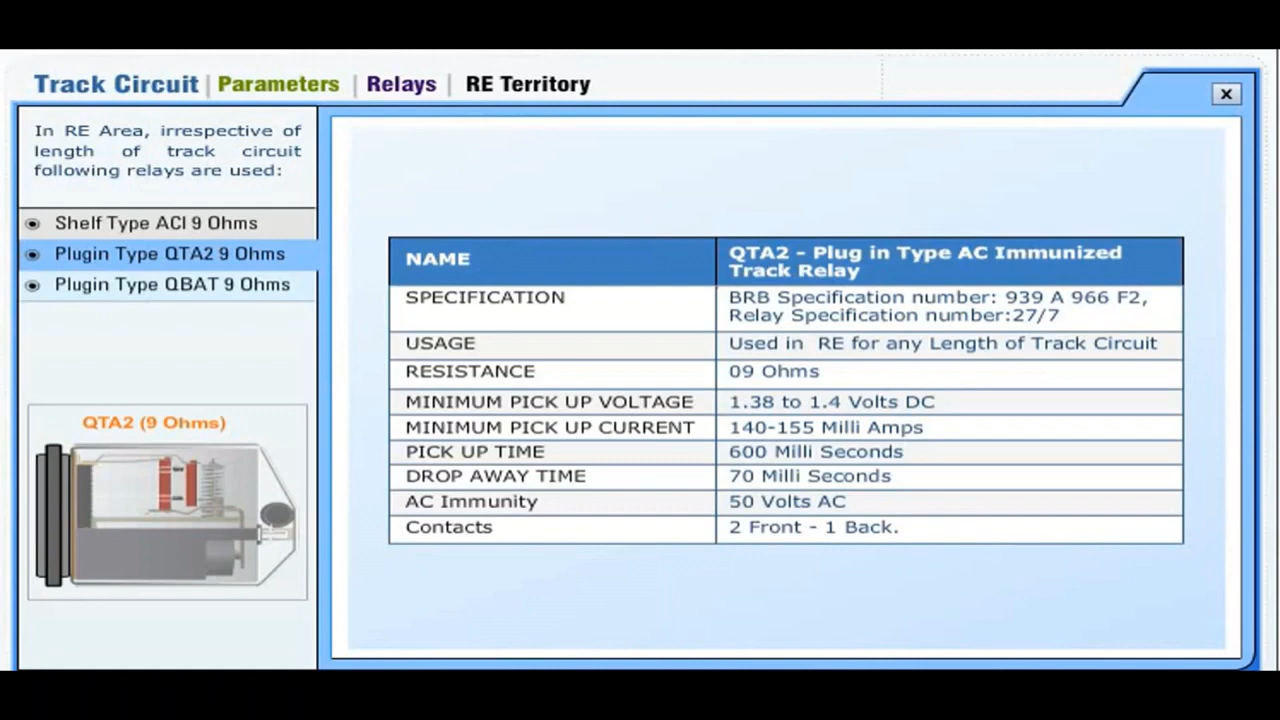 Track Circuit | Parameters | Relays | RE Territory
x
In RE Area, irrespective of
length of track circuit
following relays are used:
Shelf Type ACI 9 Ohms
Plugin Type QTA2 9 Ohms
Plugin Type QBAT 9 Ohms
QTA2 (9 Ohms)
NAME QTA2 - Plug in Type AC Immunized
Track Relay
SPECIFICATION BRB Specification number: 939 A 966 F2,
Relay Specification number:27/7
USAGE Used in RE for any Length of Track Circuit
RESISTANCE 09 Ohms
MINIMUM PICK UP VOLTAGE 1.38 to 1.4 Volts DC
MINIMUM PICK UP CURRENT 140-155 Milli Amps
PICK UP TIME 600 Milli Seconds
DROP AWAY TIME 70 Milli Seconds
AC Immunity 50 Volts AC
Contacts 2 Front - 1 Back.